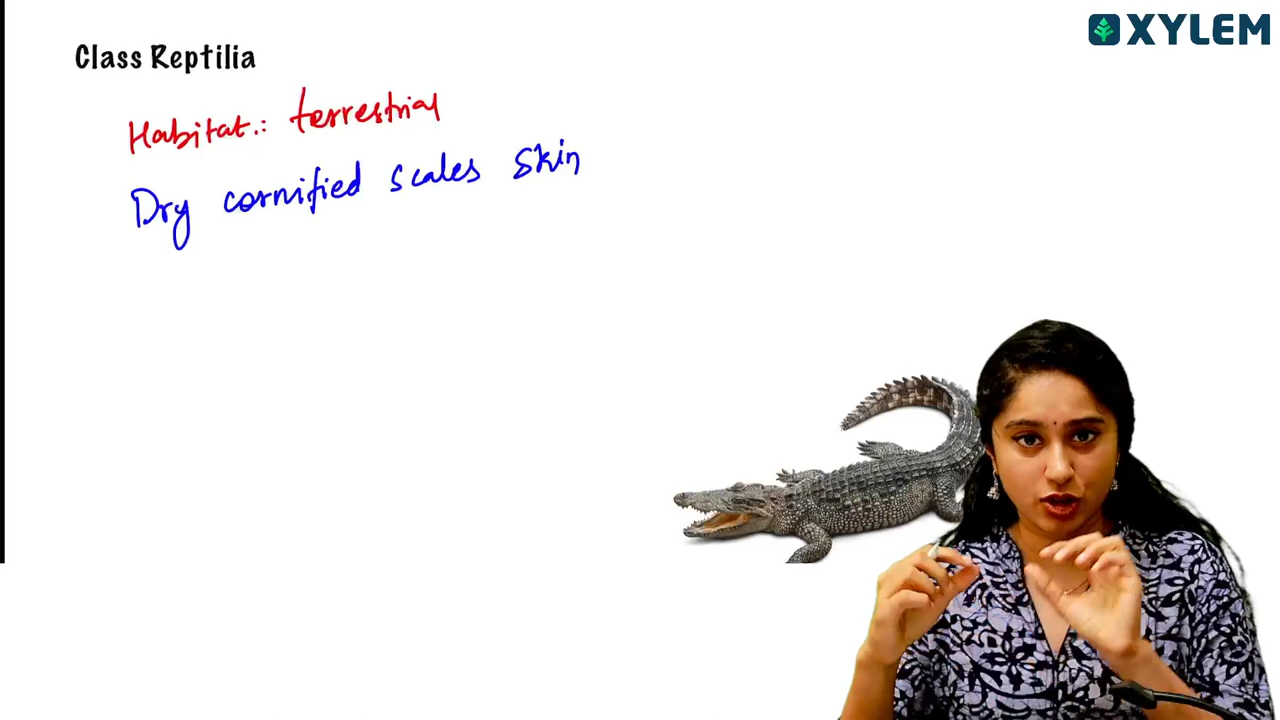 XYLEM
Class Reptilia
Habitat.: terrestrial
Dry cornified scales skin